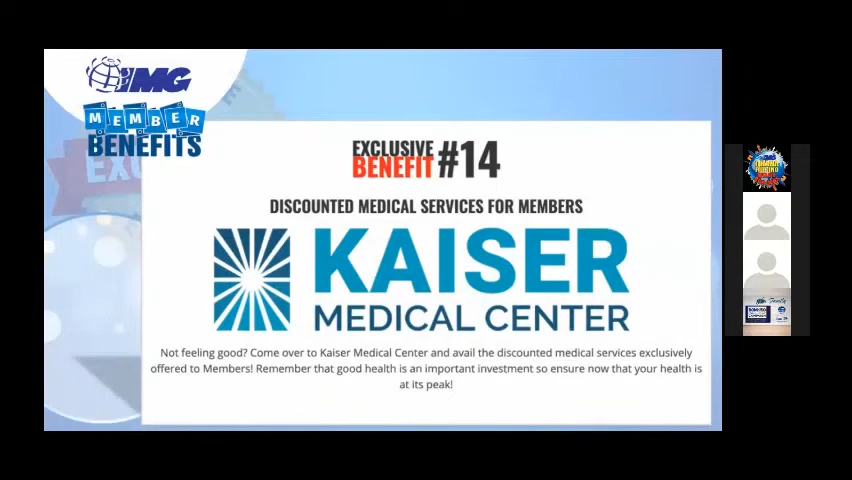 IMG
MEMBER
BENEFITS
EXCLUSIVE
BENEFIT #14
DISCOUNTED MEDICAL SERVICES FOR MEMBERS
KAISER
MEDICAL CENTER
Not feeling good? Come over to Kaiser Medical Center and avail the discounted medical services exclusively
offered to Members! Remember that good health is an important investment so ensure now that your health is
at its peak!